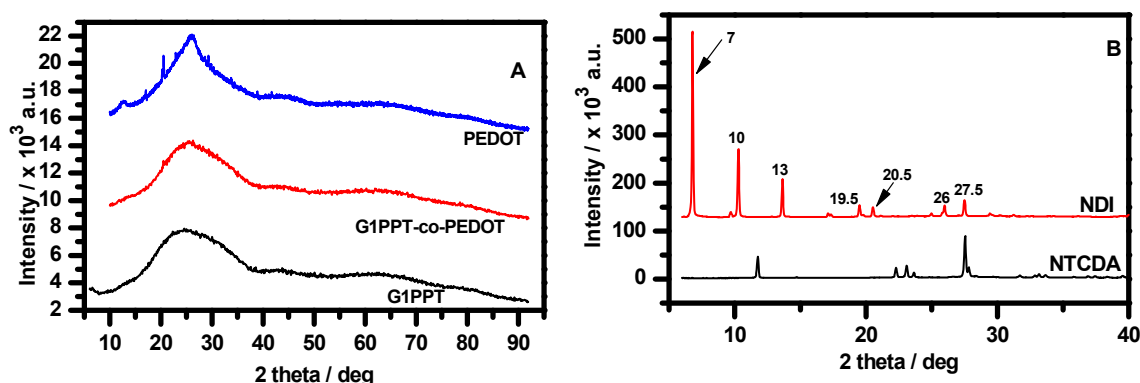 Intensity / x 10³ a.u.
22
20
18
16
14
12
10
8
6
4
2
A
PEDOT
G1PPT-co-PEDOT
G1PPT
10 20 30 40 50 60 70 80 90
2 theta / deg
Intensity / x 10³ a.u.
500
400
300
200
100
0
B
7
10
13
19.5
20.5
26
27.5
NDI
NTCDA
10 20 30 40
2 theta / deg